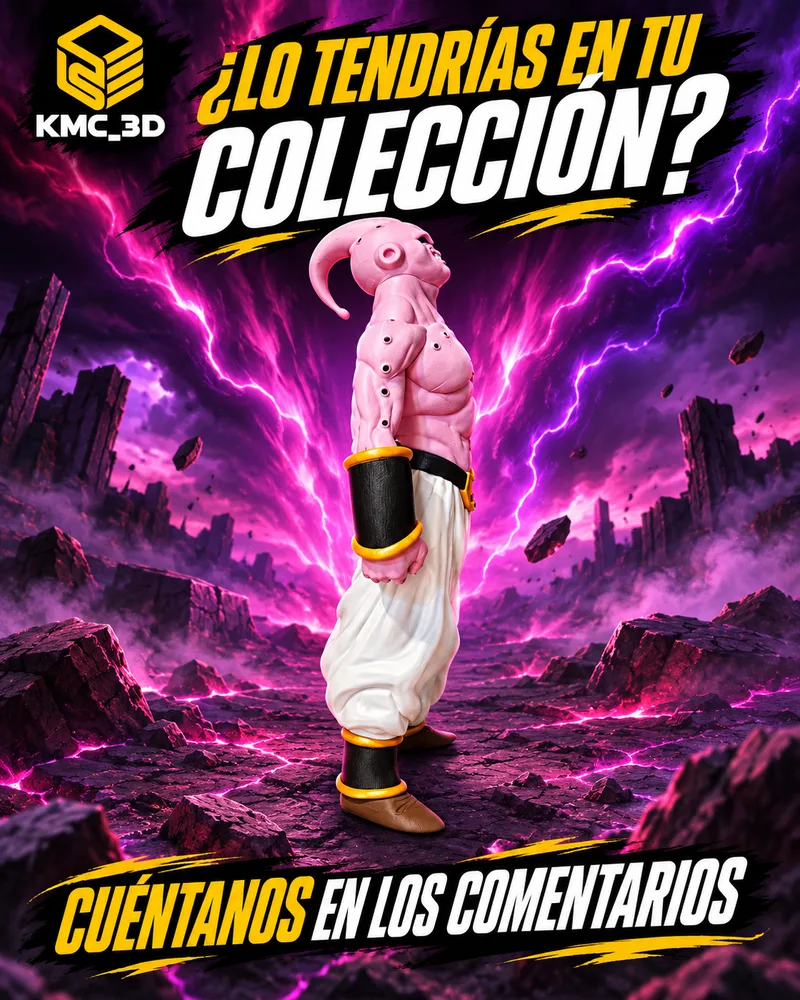 KMC_3D
¿LO TENDRÍAS EN TU
COLECCIÓN?
CUÉNTANOS EN LOS COMENTARIOS